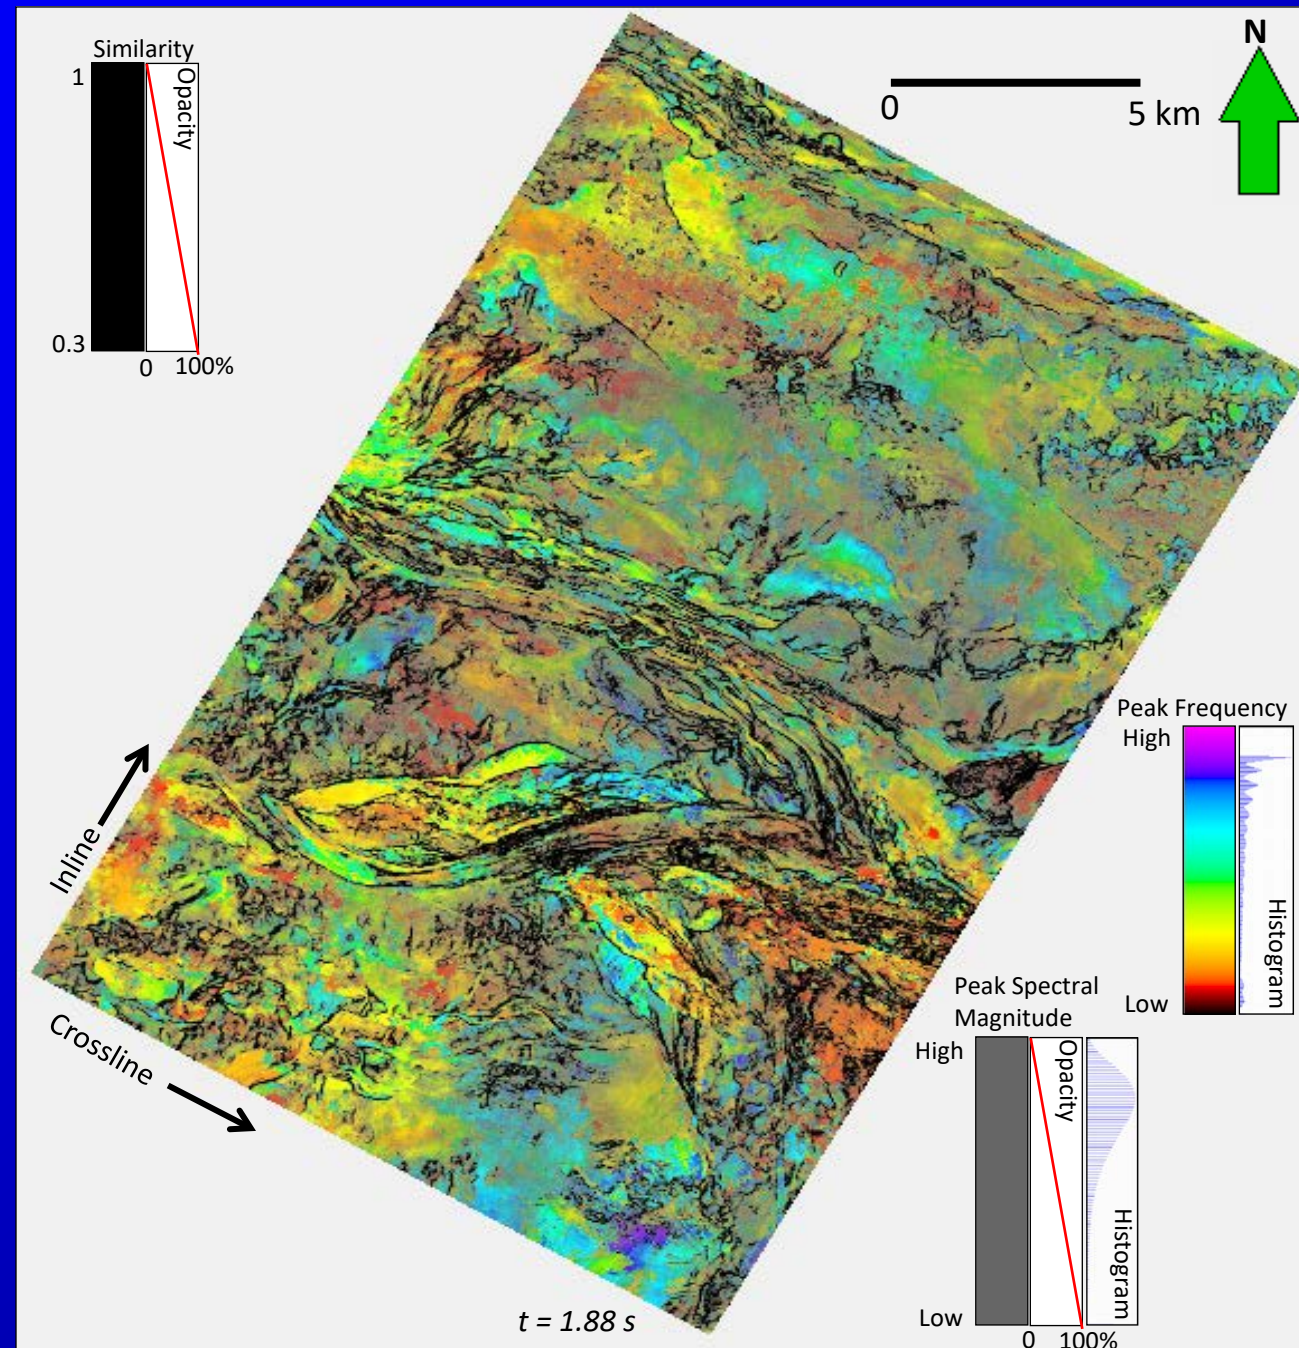 Similarity
1
Opacity
0.3
0
100%
N
0
5 km
Inline
Crossline
Peak Frequency
High
Histogram
Low
Peak Spectral
Magnitude
High
Opacity
Histogram
Low
0
100%
t = 1.88 s